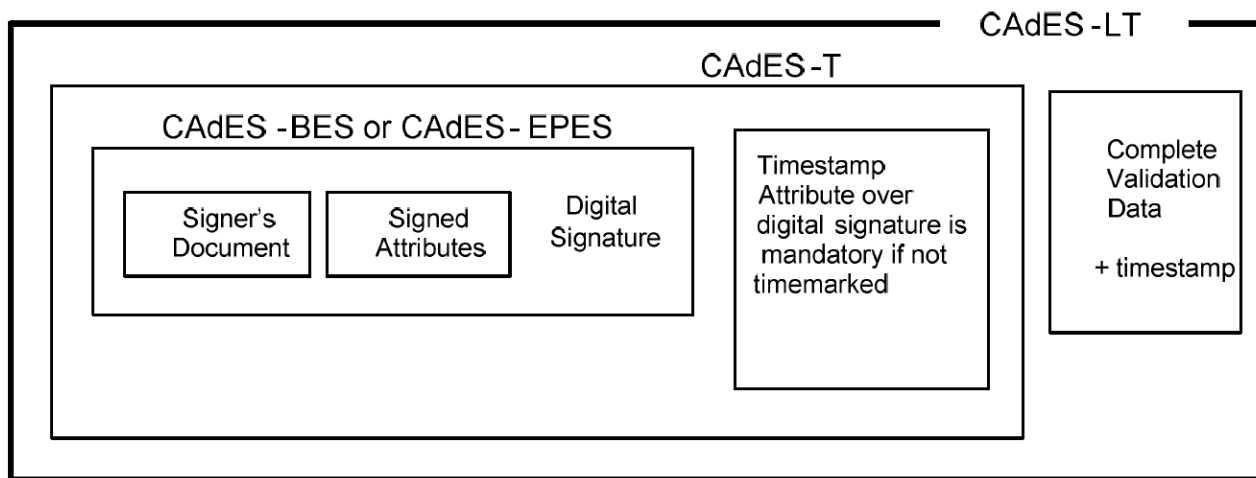 CAdES-LT
CAdES-T
CAdES-BES or CAdES-EPES
Signer's
Document
Signed
Attributes
Digital
Signature
Timestamp
Attribute over
digital signature is
mandatory if not
timemarked
Complete
Validation
Data
+ timestamp